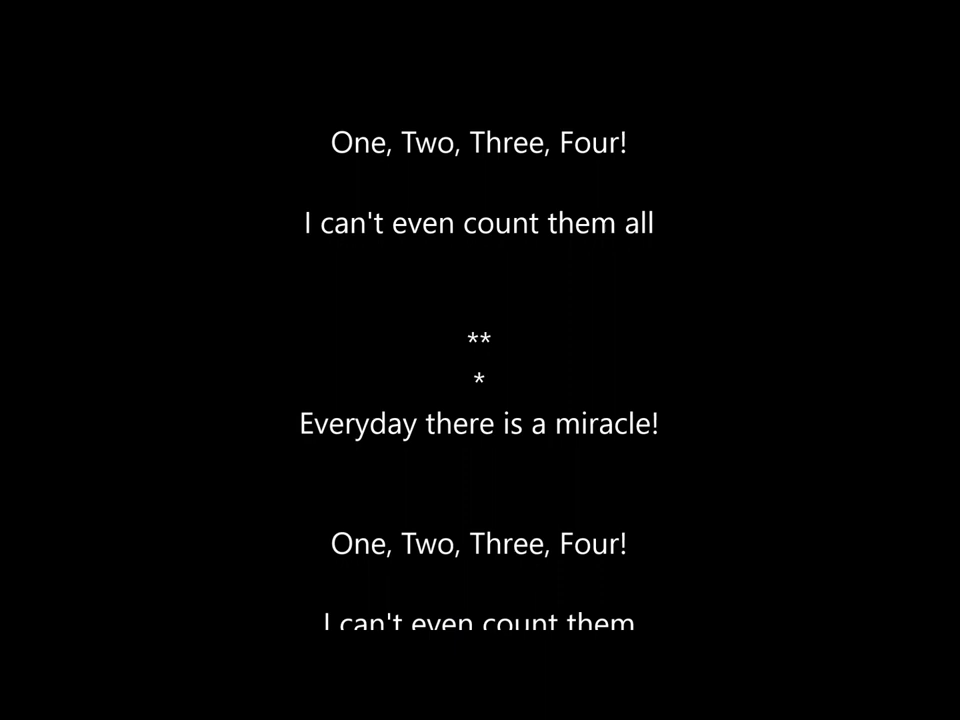 One, Two, Three, Four!
I can't even count them all
**
*
Everyday there is a miracle!
One, Two, Three, Four!
I can't even count them